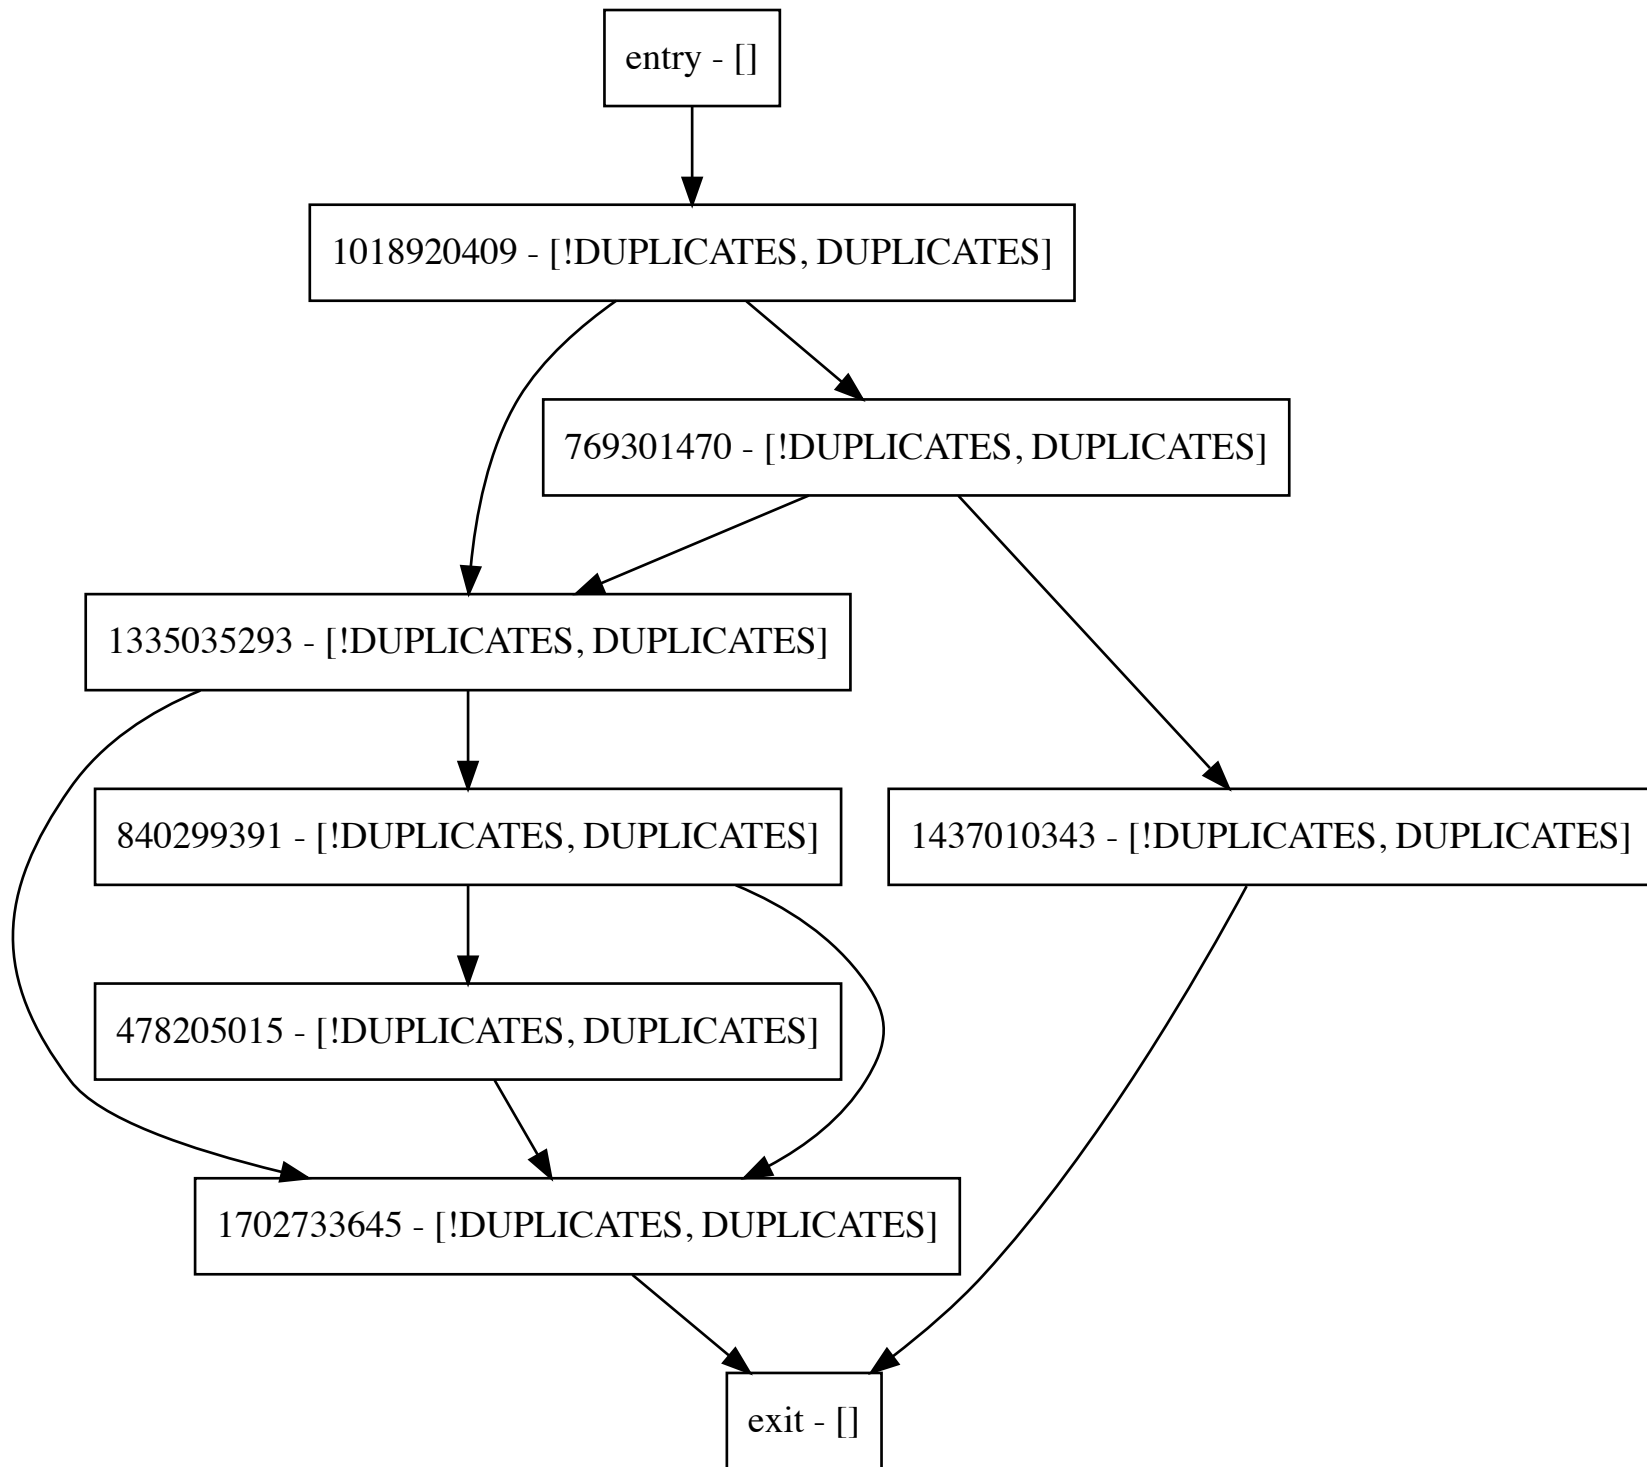 entry - []
1018920409 - [!DUPLICATES, DUPLICATES]
769301470 - [!DUPLICATES, DUPLICATES]
1335035293 - [!DUPLICATES, DUPLICATES]
840299391 - [!DUPLICATES, DUPLICATES]
1437010343 - [!DUPLICATES, DUPLICATES]
478205015 - [!DUPLICATES, DUPLICATES]
1702733645 - [!DUPLICATES, DUPLICATES]
exit - []